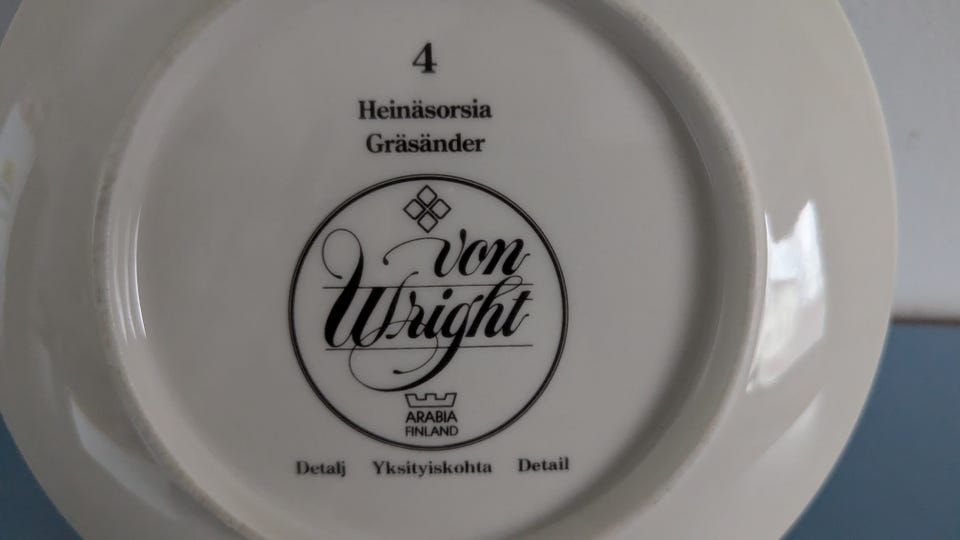 4
Heinäsorsia
Gräsänder
von
Wright
ARABIA
FINLAND
Detalj Yksityiskohta Detail